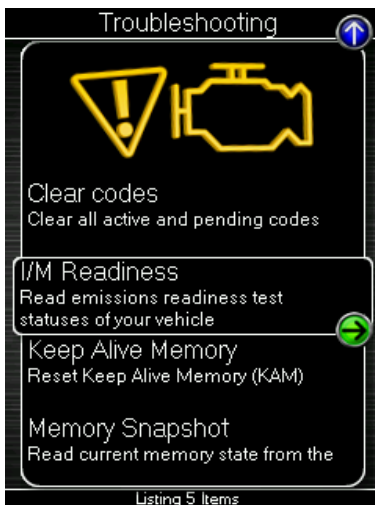 Troubleshooting
Clear codes
Clear all active and pending codes
I/M Readiness
Read emissions readiness test
statuses of your vehicle
Keep Alive Memory
Reset Keep Alive Memory (KAM)
Memory Snapshot
Read current memory state from the
Listing 5 Items